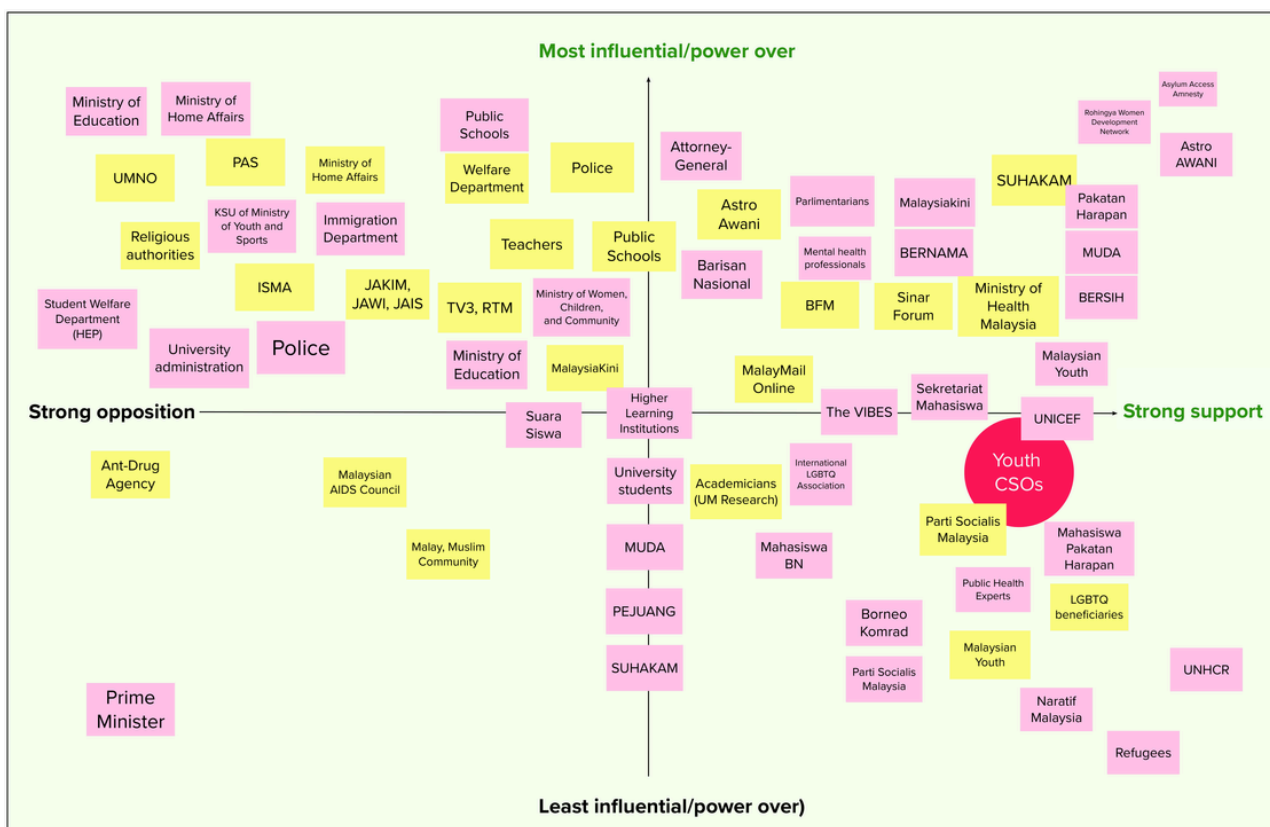 Most influential/power over
Ministry of
Education
Ministry of
Home Affairs
Public
Schools
Asylum Access
Amnesty
Rohingya Women
Development
Network
Astro
AWANI
UMNO
PAS
Ministry of
Home Affairs
Welfare
Department
Police
Attorney-
General
SUHAKAM
Astro
Awani
Parlimentarians
Malaysiakini
Pakatan
Harapan
Religious
authorities
KSU of Ministry
of Youth and
Sports
Immigration
Department
Teachers
Public
Schools
Barisan
Nasional
Mental health
professionals
BERNAMA
MUDA
ISMA
JAKIM,
JAWI, JAIS
TV3, RTM
Ministry of Women,
Children,
and Community
BFM
Sinar
Forum
Ministry of
Health
Malaysia
BERSIH
Student Welfare
Department
(HEP)
University
administration
Police
Ministry of
Education
MalaysiaKini
MalayMail
Online
Malaysian
Youth
Strong opposition
Suara
Siswa
Higher
Learning
Institutions
The VIBES
Sekretariat
Mahasiswa
UNICEF
Strong support
Ant-Drug
Agency
Malaysian
AIDS Council
University
students
Academicians
(UM Research)
International
LGBTQ
Association
Youth
CSOs
Malay, Muslim
Community
MUDA
Mahasiswa
BN
Parti Socialis
Malaysia
Mahasiswa
Pakatan
Harapan
PEJUANG
Borneo
Komrad
Public Health
Experts
LGBTQ
beneficiaries
SUHAKAM
Parti Socialis
Malaysia
Malaysian
Youth
UNHCR
Prime
Minister
Naratif
Malaysia
Refugees
Least influential/power over)